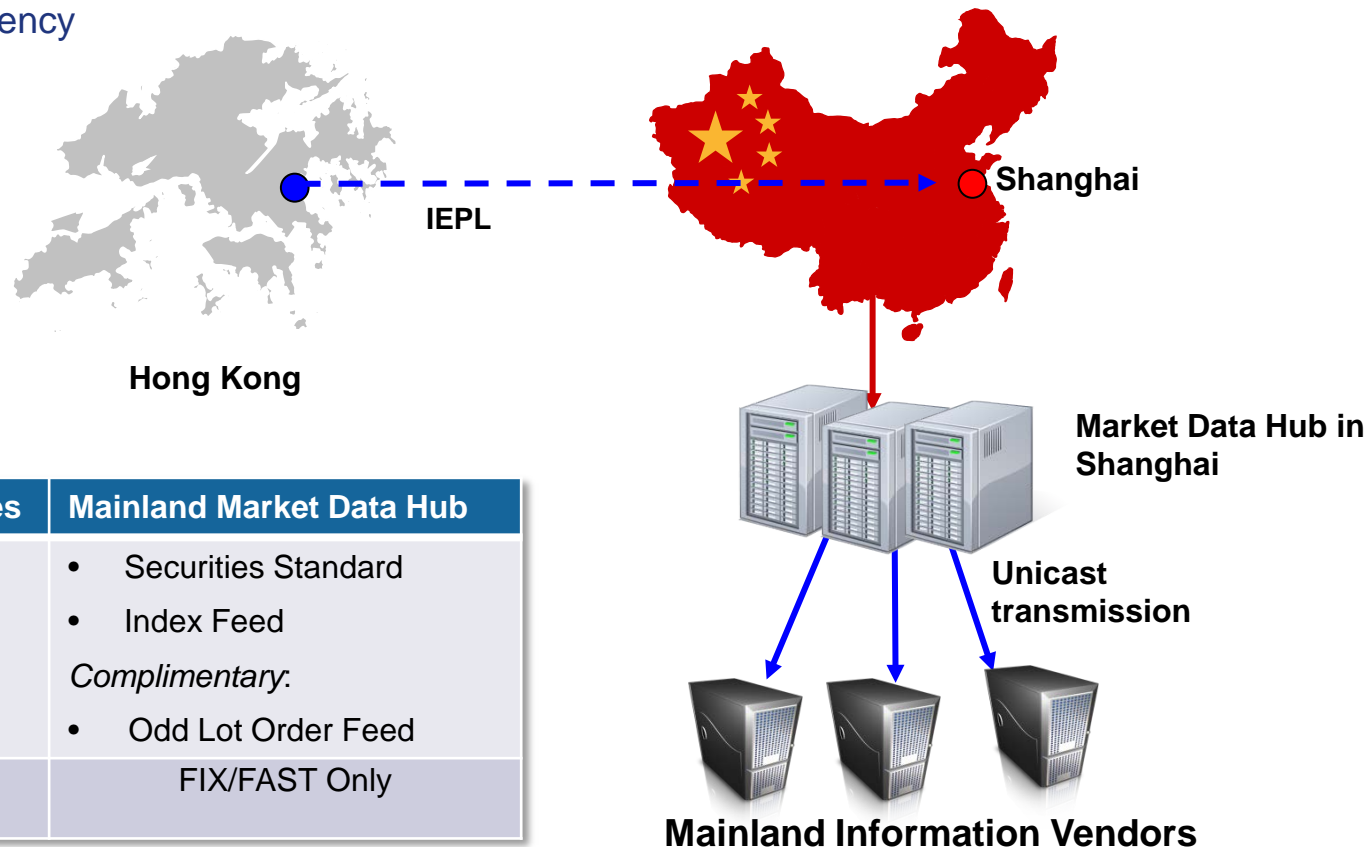 ency
Shanghai
IEPL
Hong Kong
Market Data Hub in
Shanghai
es
Mainland Market Data Hub
• Securities Standard
• Index Feed
Complimentary:
• Odd Lot Order Feed
FIX/FAST Only
Unicast
transmission
Mainland Information Vendors